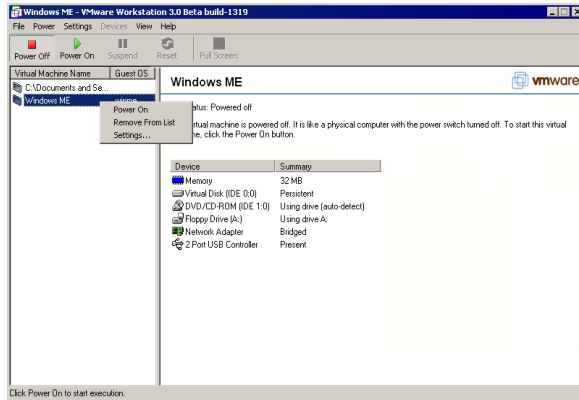 Windows ME - VMware Workstation 3.0 Beta build-1319
File Power Settings Devices View Help
Power Off Power On Suspend Reset Full Screen
Virtual Machine Name Guest OS
C:\Documents and Se...
Windows ME winme
Power On
Remove From List
Settings...
Windows ME
vmware
atus: Powered off
irtual machine is powered off. It is like a physical computer with the power switch turned off. To start this virtual
ne, click the Power On button.
Device Summary
Memory 32 MB
Virtual Disk (IDE 0:0) Persistent
DVD/CD-ROM (IDE 1:0) Using drive (auto-detect)
Floppy Drive (A:) Using drive A:
Network Adapter Bridged
2 Port USB Controller Present
Click Power On to start execution.